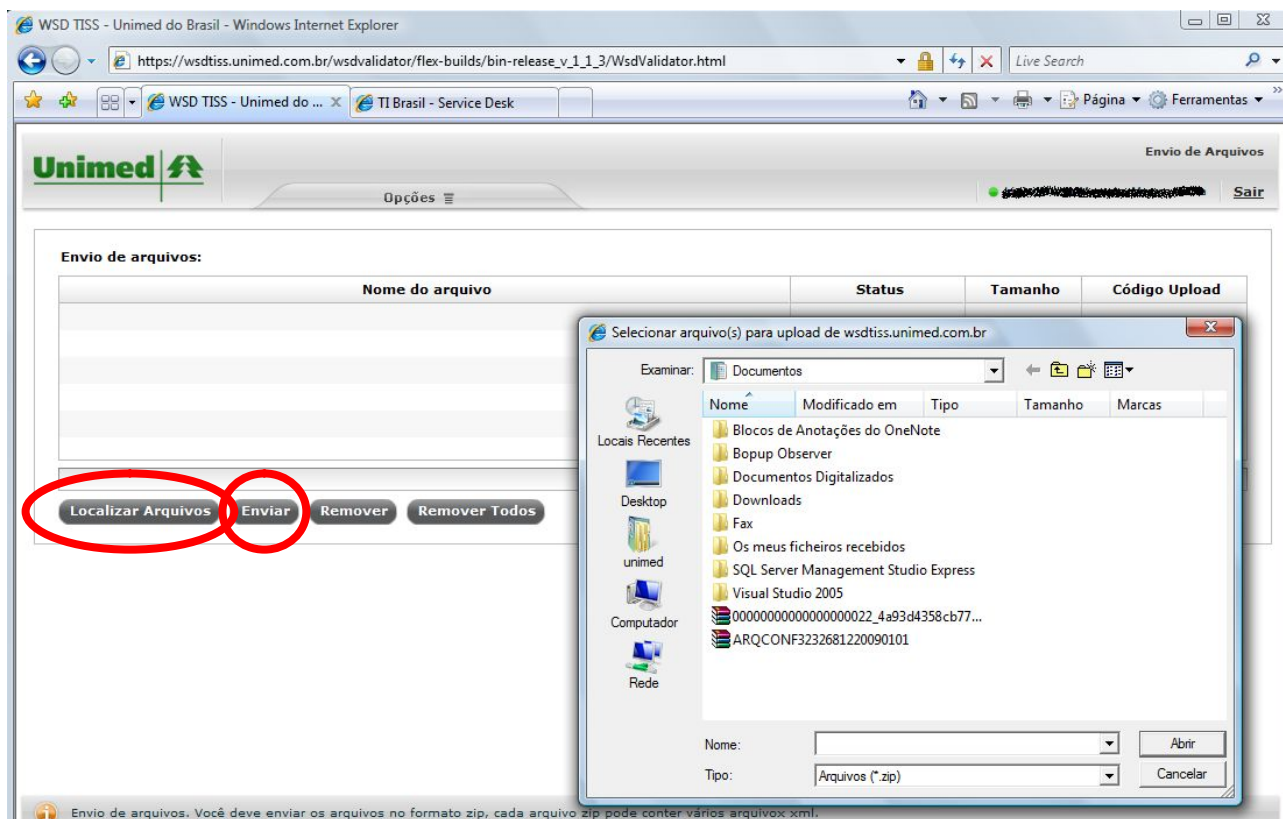 WSD TISS - Unimed do Brasil - Windows Internet Explorer
https://wsdtiss.unimed.com.br/wsdvalidator/flex-builds/bin-release_v_1_1_3/WsdValidator.html
Live Search
WSD TISS - Unimed do ...
TI Brasil - Service Desk
Página
Ferramentas
Unimed
Envio de Arquivos
Opções
Sair
Envio de arquivos:
Nome do arquivo Status Tamanho Código Upload
Localizar Arquivos Enviar Remover Remover Todos
Selecionar arquivo(s) para upload de wsdtiss.unimed.com.br
Examinar: Documentos
Locais Recentes
Desktop
unimed
Computador
Rede
Nome Modificado em Tipo Tamanho Marcas
Blocos de Anotações do OneNote
Bopup Observer
Documentos Digitalizados
Downloads
Fax
Os meus ficheiros recebidos
SQL Server Management Studio Express
Visual Studio 2005
00000000000000000022_4a93d4358cb77...
ARQCONF3232681220090101
Nome: Abrir
Tipo: Arquivos (*.zip) Cancelar
Envio de arquivos. Você deve enviar os arquivos no formato zip, cada arquivo zip pode conter vários arquivox xml.